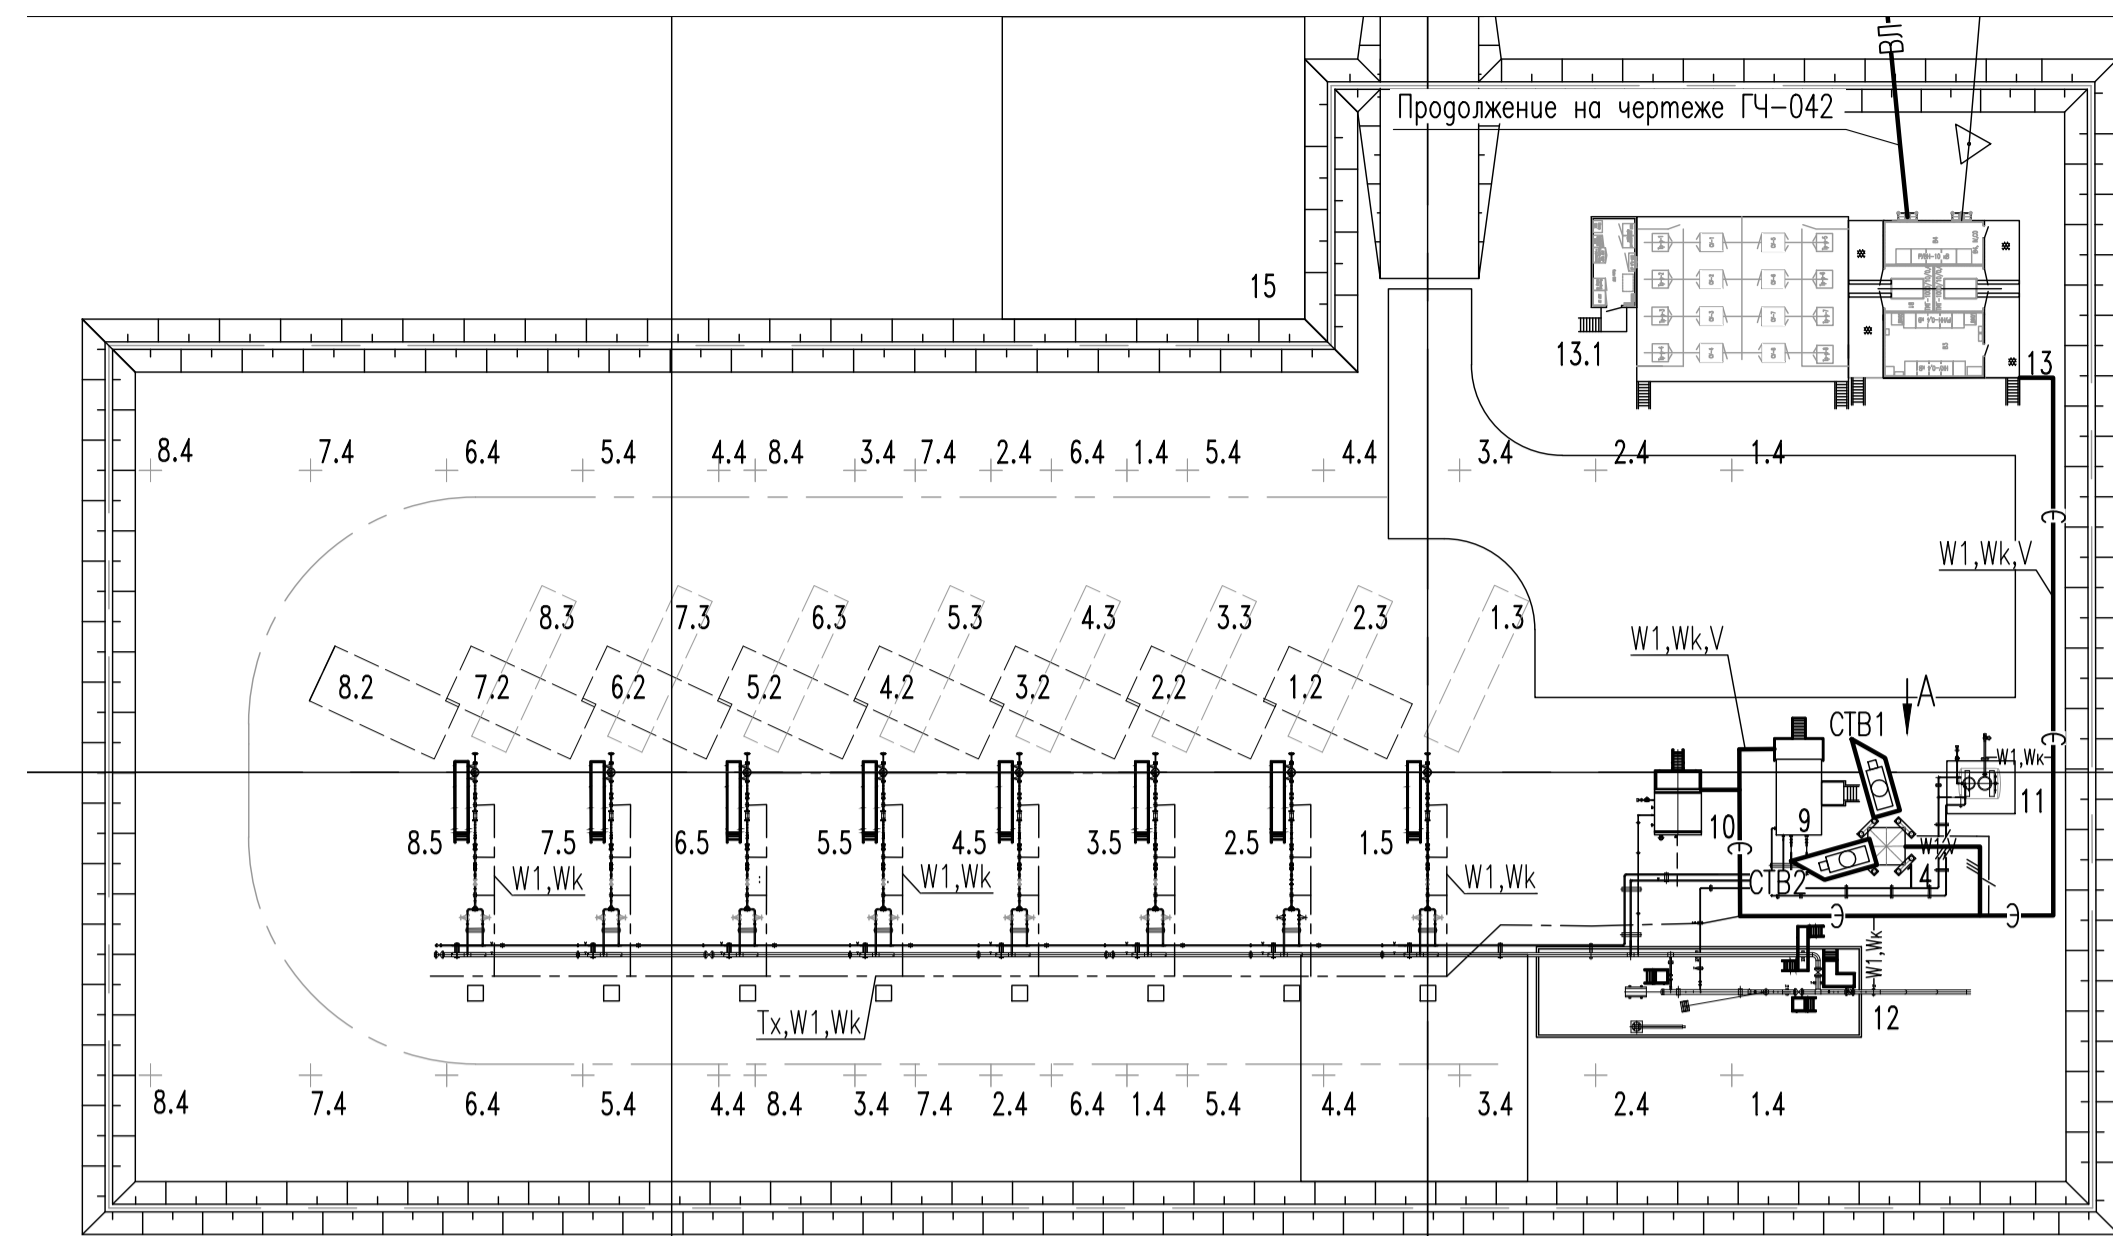 ВЛ
Продолжение на чертеже ГЧ-042
15
13.1
13
8.4 7.4 6.4 5.4 4.4 8.4 3.4 7.4 2.4 6.4 1.4 5.4 4.4 3.4 2.4 1.4
С
W1,Wk,V
8.3 7.3 6.3 5.3 4.3 3.3 2.3 1.3
W1,Wk,V
8.2 7.2 6.2 5.2 4.2 3.2 2.2 1.2
А
СТВ1
С
W1,Wk
11
10 9
8.5 7.5 6.5 5.5 4.5 3.5 2.5 1.5
Э
W1,V
W1,Wk W1,Wk W1,Wk
СТВ2 14
Э Э
W1,Wk
Tx,W1,Wk
12
8.4 7.4 6.4 5.4 4.4 8.4 3.4 7.4 2.4 6.4 1.4 5.4 4.4 3.4 2.4 1.4